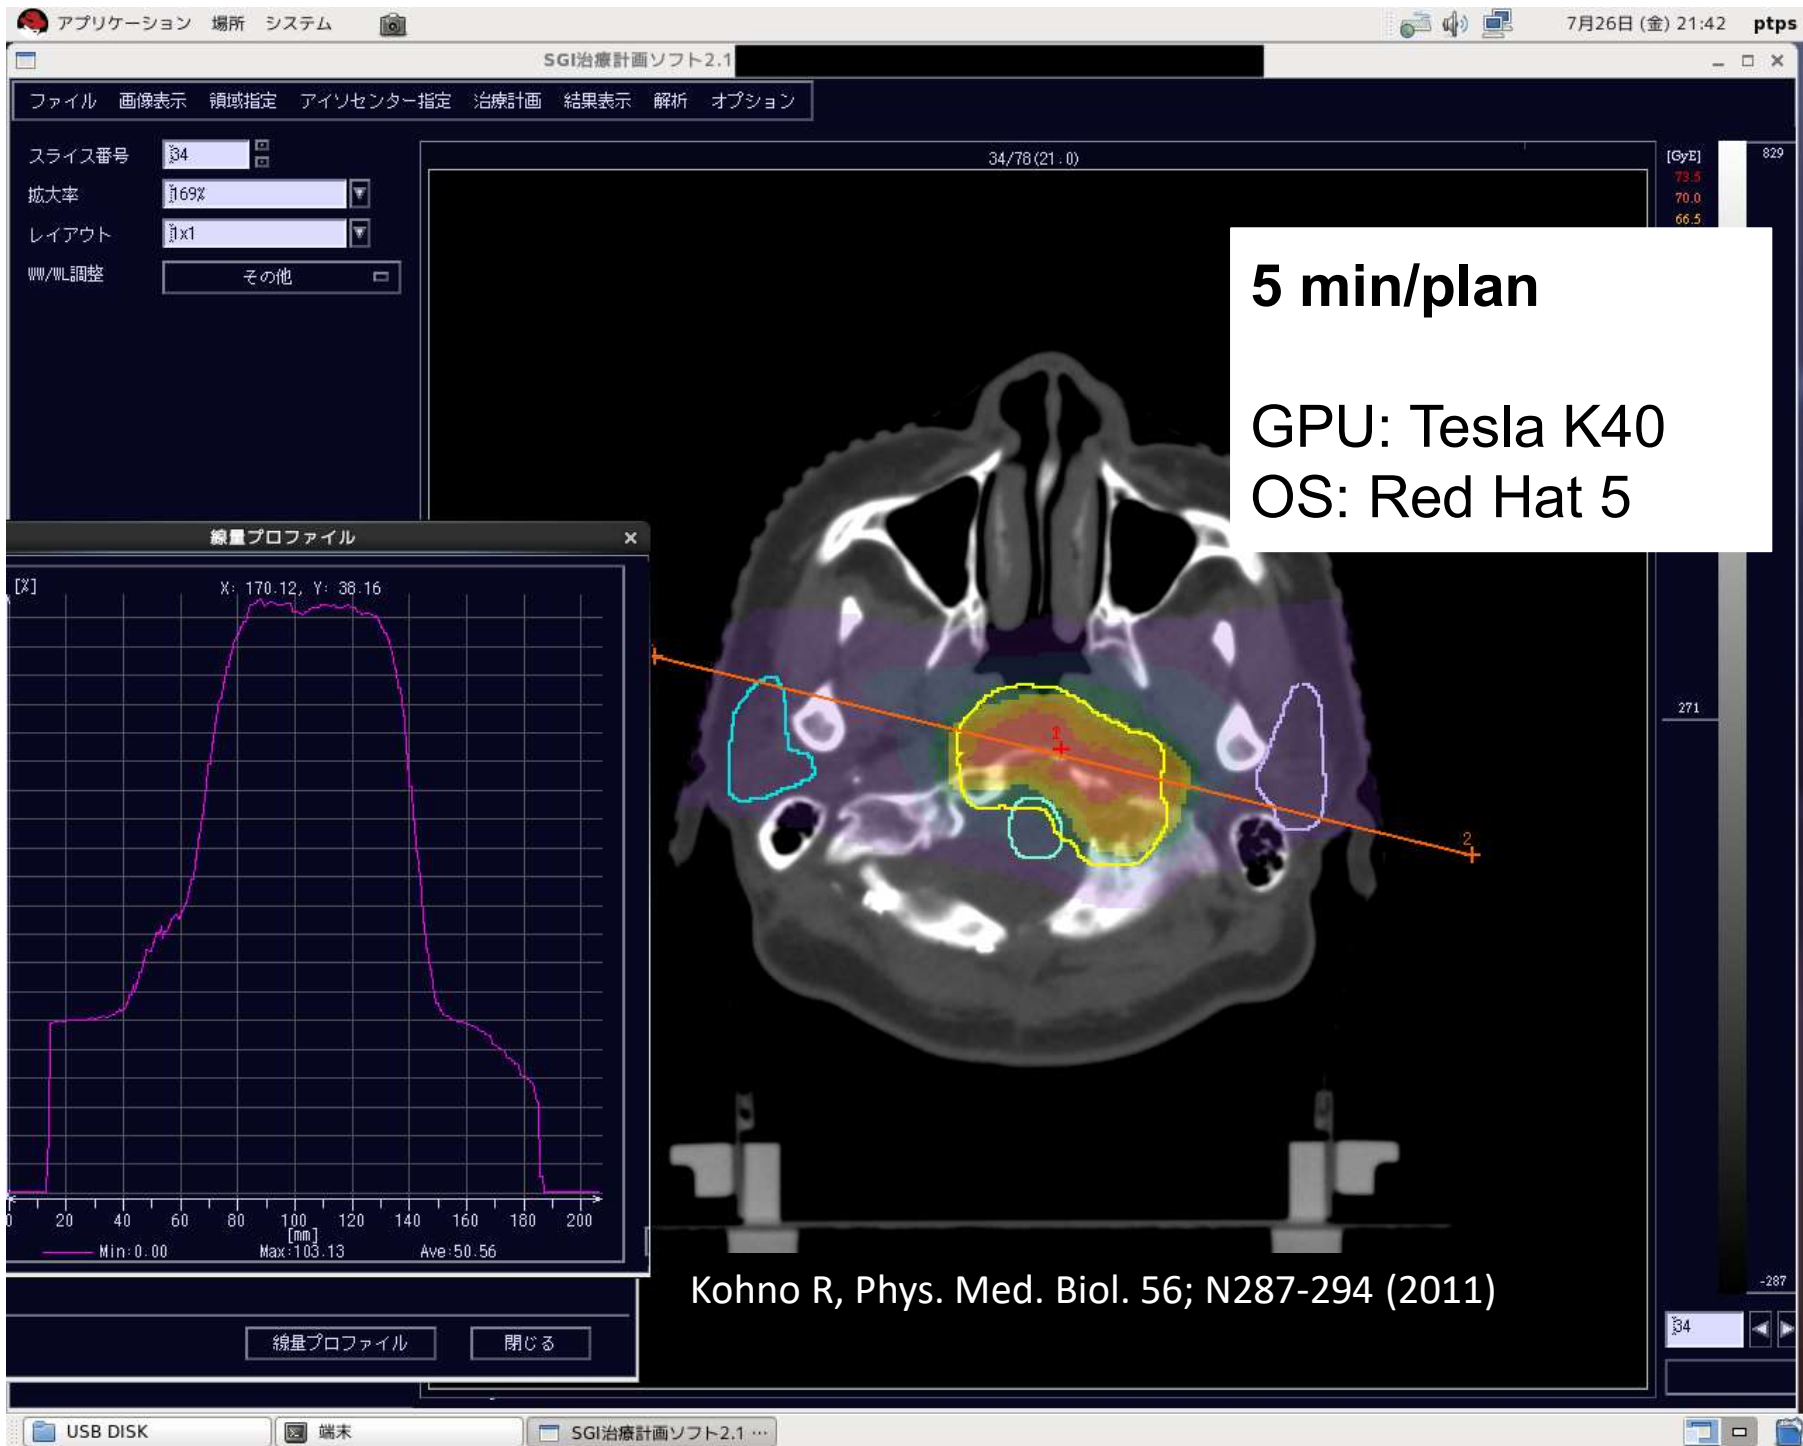 アプリケーション 場所 システム
7月26日 (金) 21:42 ptps
SGI治療計画ソフト2.1
ファイル 画像表示 領域指定 アイソセンター指定 治療計画 結果表示 解析 オプション
スライス番号 34
拡大率 169%
レイアウト 1x1
WW/WL調整 その他
34/78(21.0)
[GyE]
73.5
70.0
66.5
829
271
-287
5 min/plan
GPU: Tesla K40
OS: Red Hat 5
1
2
線量プロファイル
[%]
X: 170.12, Y: 38.16
0 20 40 60 80 100 120 140 160 180 200
[mm]
Min:0.00 Max:103.13 Ave:50.56
Kohno R, Phys. Med. Biol. 56; N287-294 (2011)
線量プロファイル 閉じる
34
USB DISK 端末 SGI治療計画ソフト2.1 ...